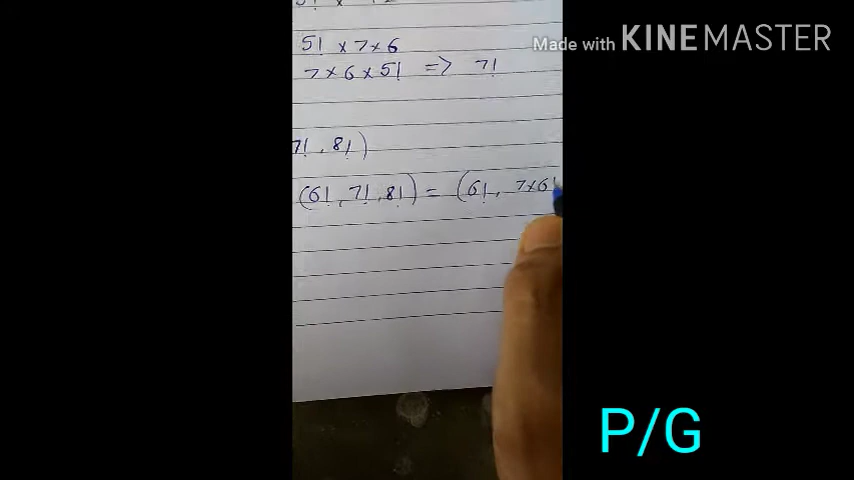 5! x 7 x 6
7 x 6 x 5! => 7!
7! , 8! )
(6! , 7! , 8! ) = (6! , 7x6!
Made with KINEMASTER
P/G